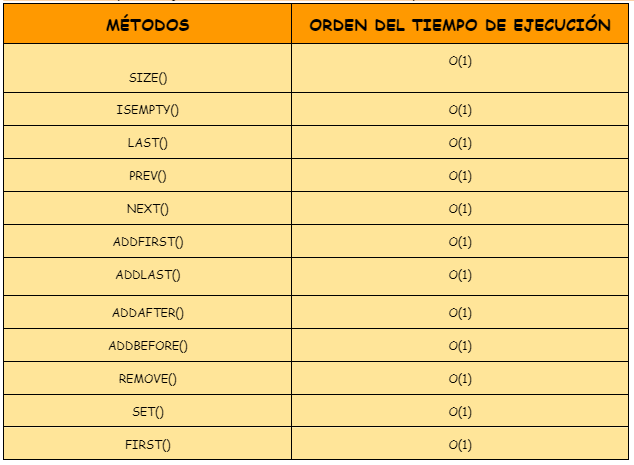 MÉTODOS ORDEN DEL TIEMPO DE EJECUCIÓN
SIZE() O(1)
ISEMPTY() O(1)
LAST() O(1)
PREV() O(1)
NEXT() O(1)
ADDFIRST() O(1)
ADDLAST() O(1)
ADDAFTER() O(1)
ADDBEFORE() O(1)
REMOVE() O(1)
SET() O(1)
FIRST() O(1)